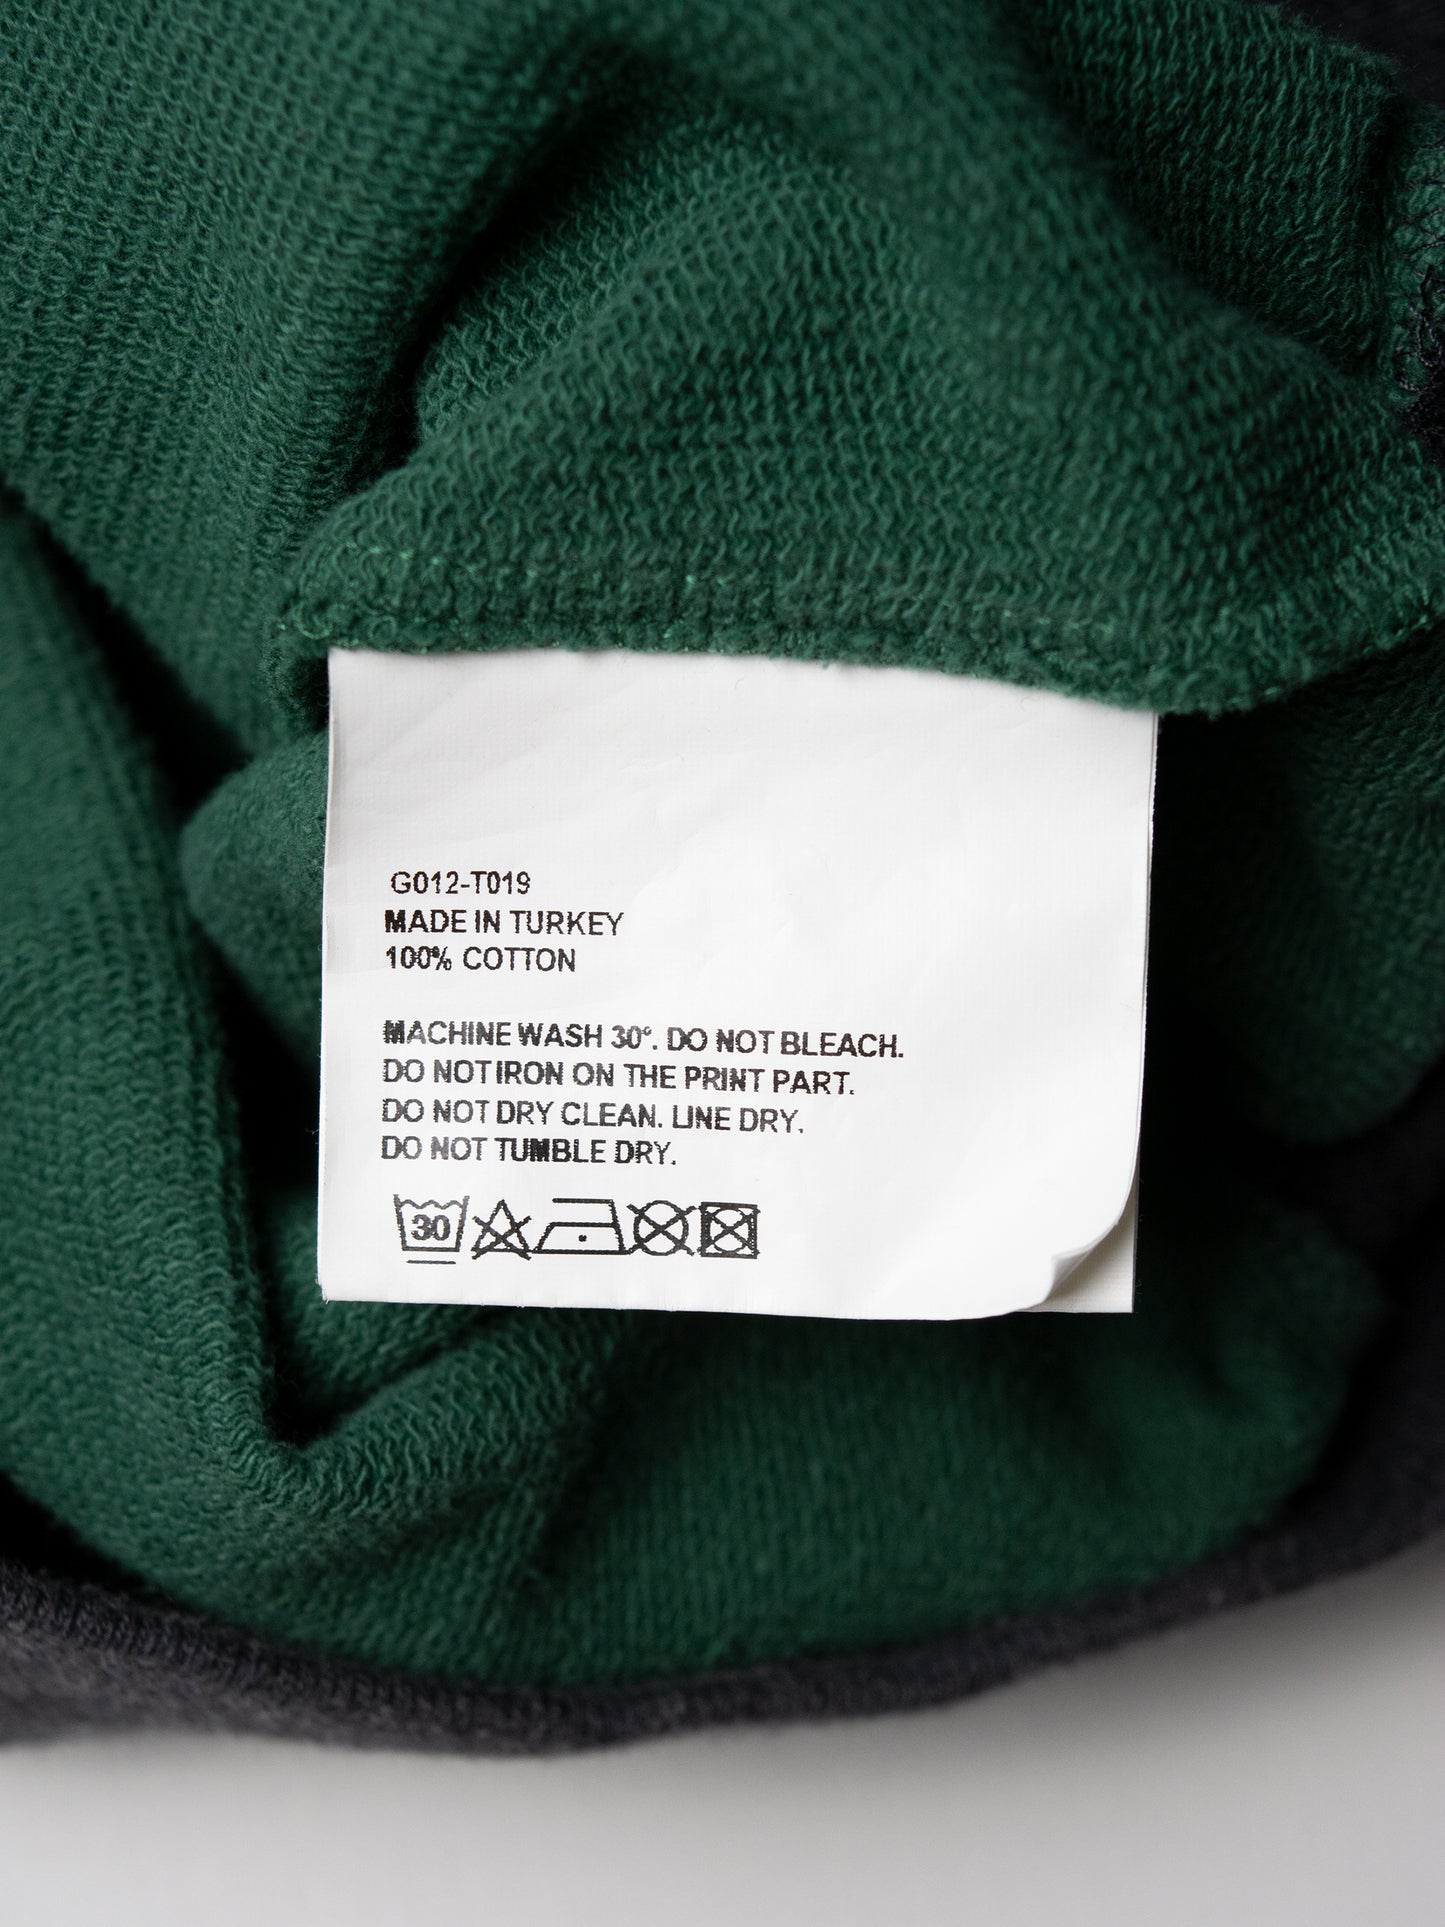 G012-T019
MADE IN TURKEY
100% COTTON
MACHINE WASH 30°. DO NOT BLEACH.
DO NOT IRON ON THE PRINT PART.
DO NOT DRY CLEAN. LINE DRY.
DO NOT TUMBLE DRY.
30